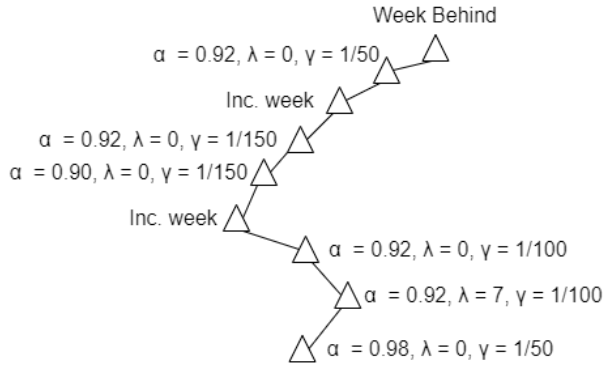 Week Behind
α = 0.92, λ = 0, γ = 1/50
Inc. week
α = 0.92, λ = 0, γ = 1/150
α = 0.90, λ = 0, γ = 1/150
Inc. week
α = 0.92, λ = 0, γ = 1/100
α = 0.92, λ = 7, γ = 1/100
α = 0.98, λ = 0, γ = 1/50